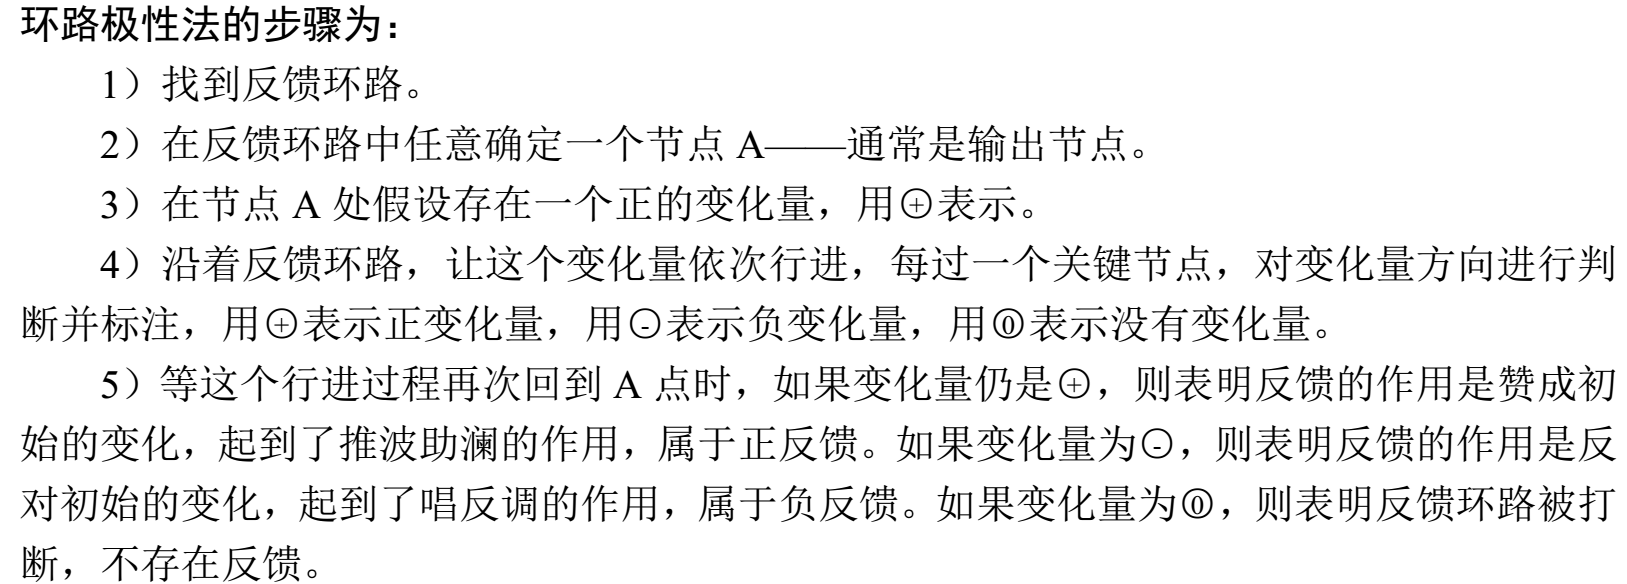 环路极性法的步骤为：
1）找到反馈环路。
2）在反馈环路中任意确定一个节点 A——通常是输出节点。
3）在节点 A 处假设存在一个正的变化量，用⊕表示。
4）沿着反馈环路，让这个变化量依次行进，每过一个关键节点，对变化量方向进行判
断并标注，用⊕表示正变化量，用⊝表示负变化量，用⓪表示没有变化量。
5）等这个行进过程再次回到 A 点时，如果变化量仍是⊕，则表明反馈的作用是赞成初
始的变化，起到了推波助澜的作用，属于正反馈。如果变化量为⊝，则表明反馈的作用是反
对初始的变化，起到了唱反调的作用，属于负反馈。如果变化量为⓪，则表明反馈环路被打
断，不存在反馈。